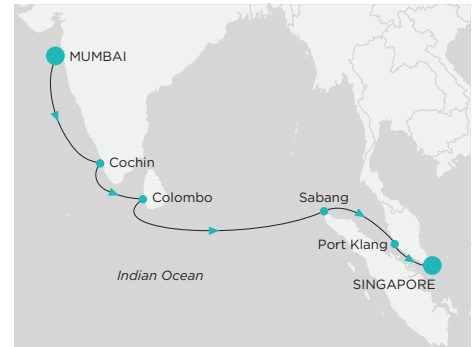 MUMBAI
Cochin
Colombo
Sabang
Port Klang
Indian Ocean
SINGAPORE